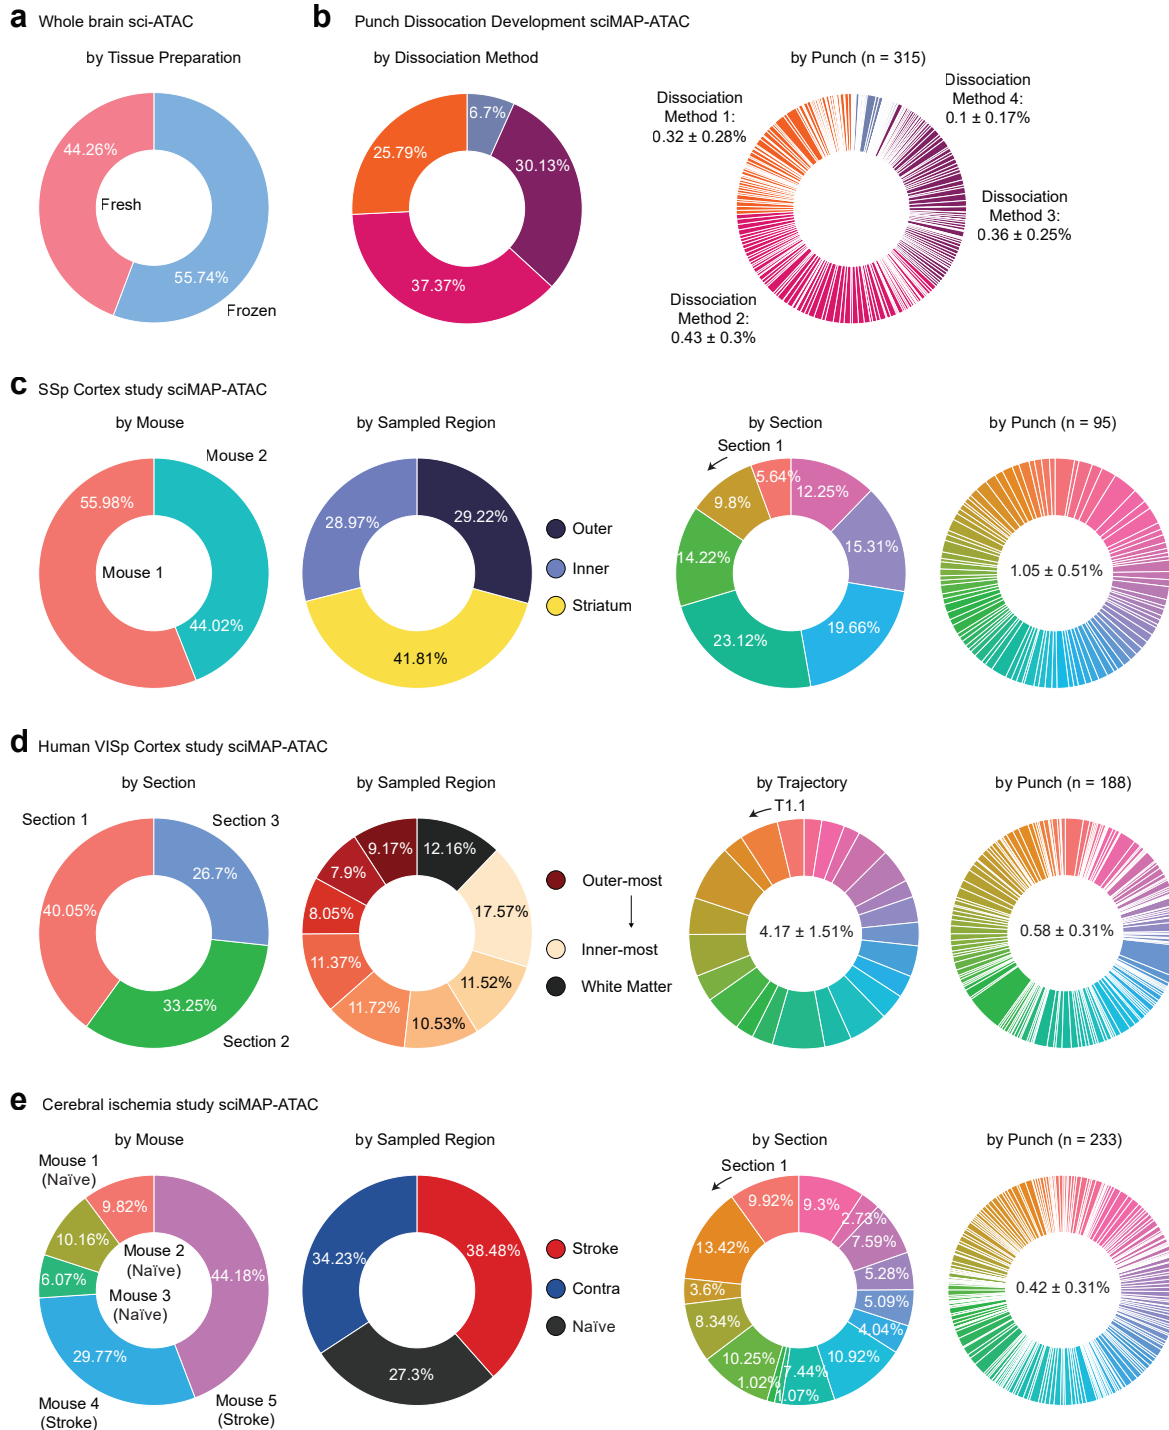 a Whole brain sci-ATAC
by Tissue Preparation
44.26%
Fresh
55.74%
Frozen
b Punch Dissocation Development sciMAP-ATAC
by Dissociation Method
6.7%
25.79%
30.13%
37.37%
by Punch (n = 315)
Dissociation
Method 1:
0.32 ± 0.28%
Dissociation
Method 4:
0.1 ± 0.17%
Dissociation
Method 3:
0.36 ± 0.25%
Dissociation
Method 2:
0.43 ± 0.3%
c SSp Cortex study sciMAP-ATAC
by Mouse
Mouse 2
55.98%
Mouse 1
44.02%
by Sampled Region
28.97%
29.22%
41.81%
Outer
Inner
Striatum
by Section
Section 1
5.64%
12.25%
9.8%
15.31%
14.22%
19.66%
23.12%
by Punch (n = 95)
1.05 ± 0.51%
d Human VISp Cortex study sciMAP-ATAC
by Section
Section 1
Section 3
26.7%
40.05%
33.25%
Section 2
by Sampled Region
9.17%
12.16%
7.9%
8.05%
17.57%
11.37%
11.52%
11.72%
10.53%
Outer-most
Inner-most
White Matter
by Trajectory
T1.1
4.17 ± 1.51%
by Punch (n = 188)
0.58 ± 0.31%
e Cerebral ischemia study sciMAP-ATAC
by Mouse
Mouse 1
(Naïve)
9.82%
10.16%
Mouse 2
(Naïve)
6.07%
44.18%
Mouse 3
(Naïve)
29.77%
Mouse 4
(Stroke)
Mouse 5
(Stroke)
by Sampled Region
34.23%
38.48%
27.3%
Stroke
Contra
Naïve
by Section
Section 1
9.92%
9.3%
2.73%
13.42%
7.59%
5.28%
3.6%
5.09%
8.34%
4.04%
10.25%
10.92%
7.44%
1.02%
1.07%
by Punch (n = 233)
0.42 ± 0.31%